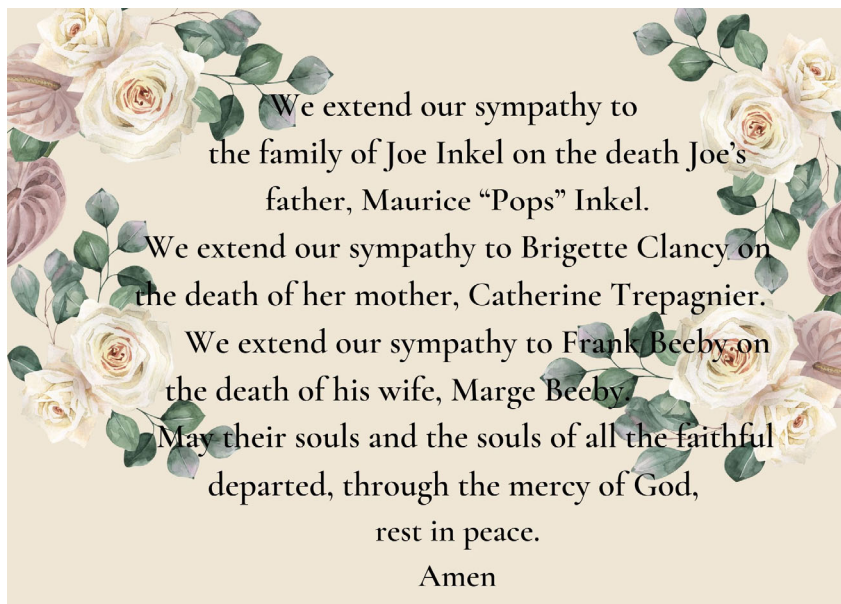 We extend our sympathy to
the family of Joe Inkel on the death Joe’s
father, Maurice “Pops” Inkel.
We extend our sympathy to Brigette Clancy on
the death of her mother, Catherine Trepagnier.
We extend our sympathy to Frank Beeby on
the death of his wife, Marge Beeby.
May their souls and the souls of all the faithful
departed, through the mercy of God,
rest in peace.
Amen